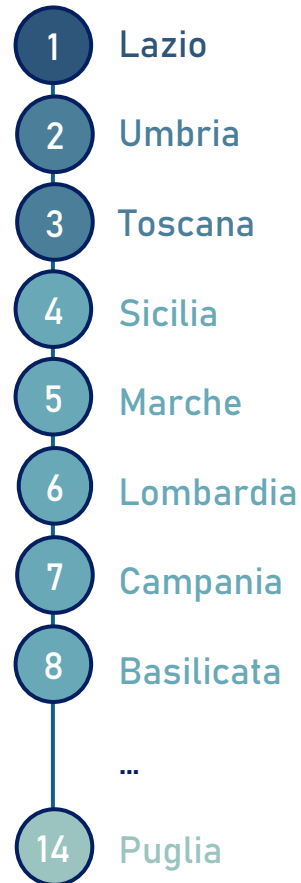 1 Lazio
2 Umbria
3 Toscana
4 Sicilia
5 Marche
6 Lombardia
7 Campania
8 Basilicata
...
14 Puglia